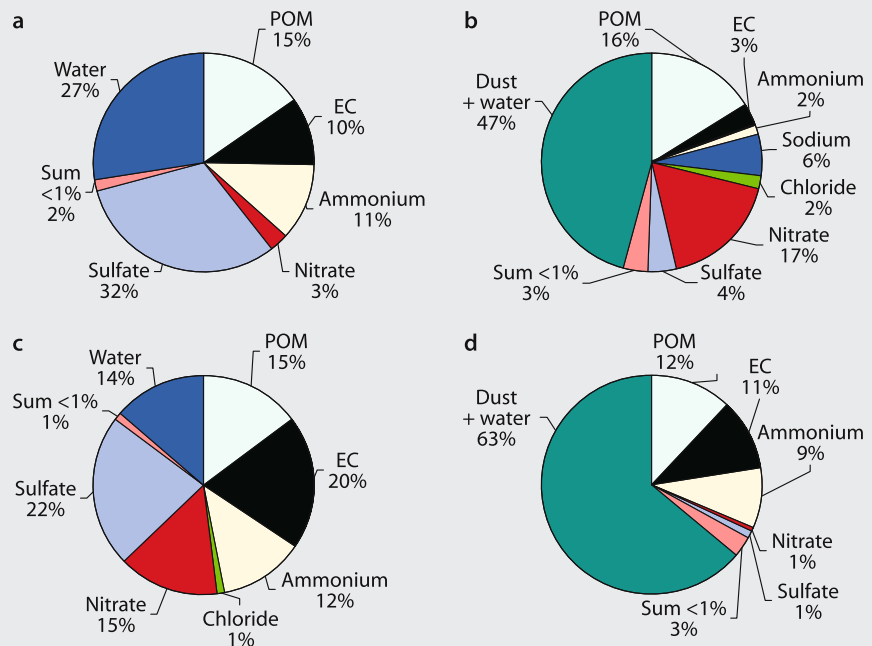 a
POM
15%
EC
10%
Ammonium
11%
Nitrate
3%
Sulfate
32%
Sum
<1%
2%
Water
27%
b
POM
16%
EC
3%
Ammonium
2%
Sodium
6%
Chloride
2%
Nitrate
17%
Sulfate
4%
Sum <1%
3%
Dust
+ water
47%
c
POM
15%
EC
20%
Ammonium
12%
Chloride
1%
Nitrate
15%
Sulfate
22%
Sum <1%
1%
Water
14%
d
POM
12%
EC
11%
Ammonium
9%
Nitrate
1%
Sulfate
1%
Sum <1%
3%
Dust
+ water
63%